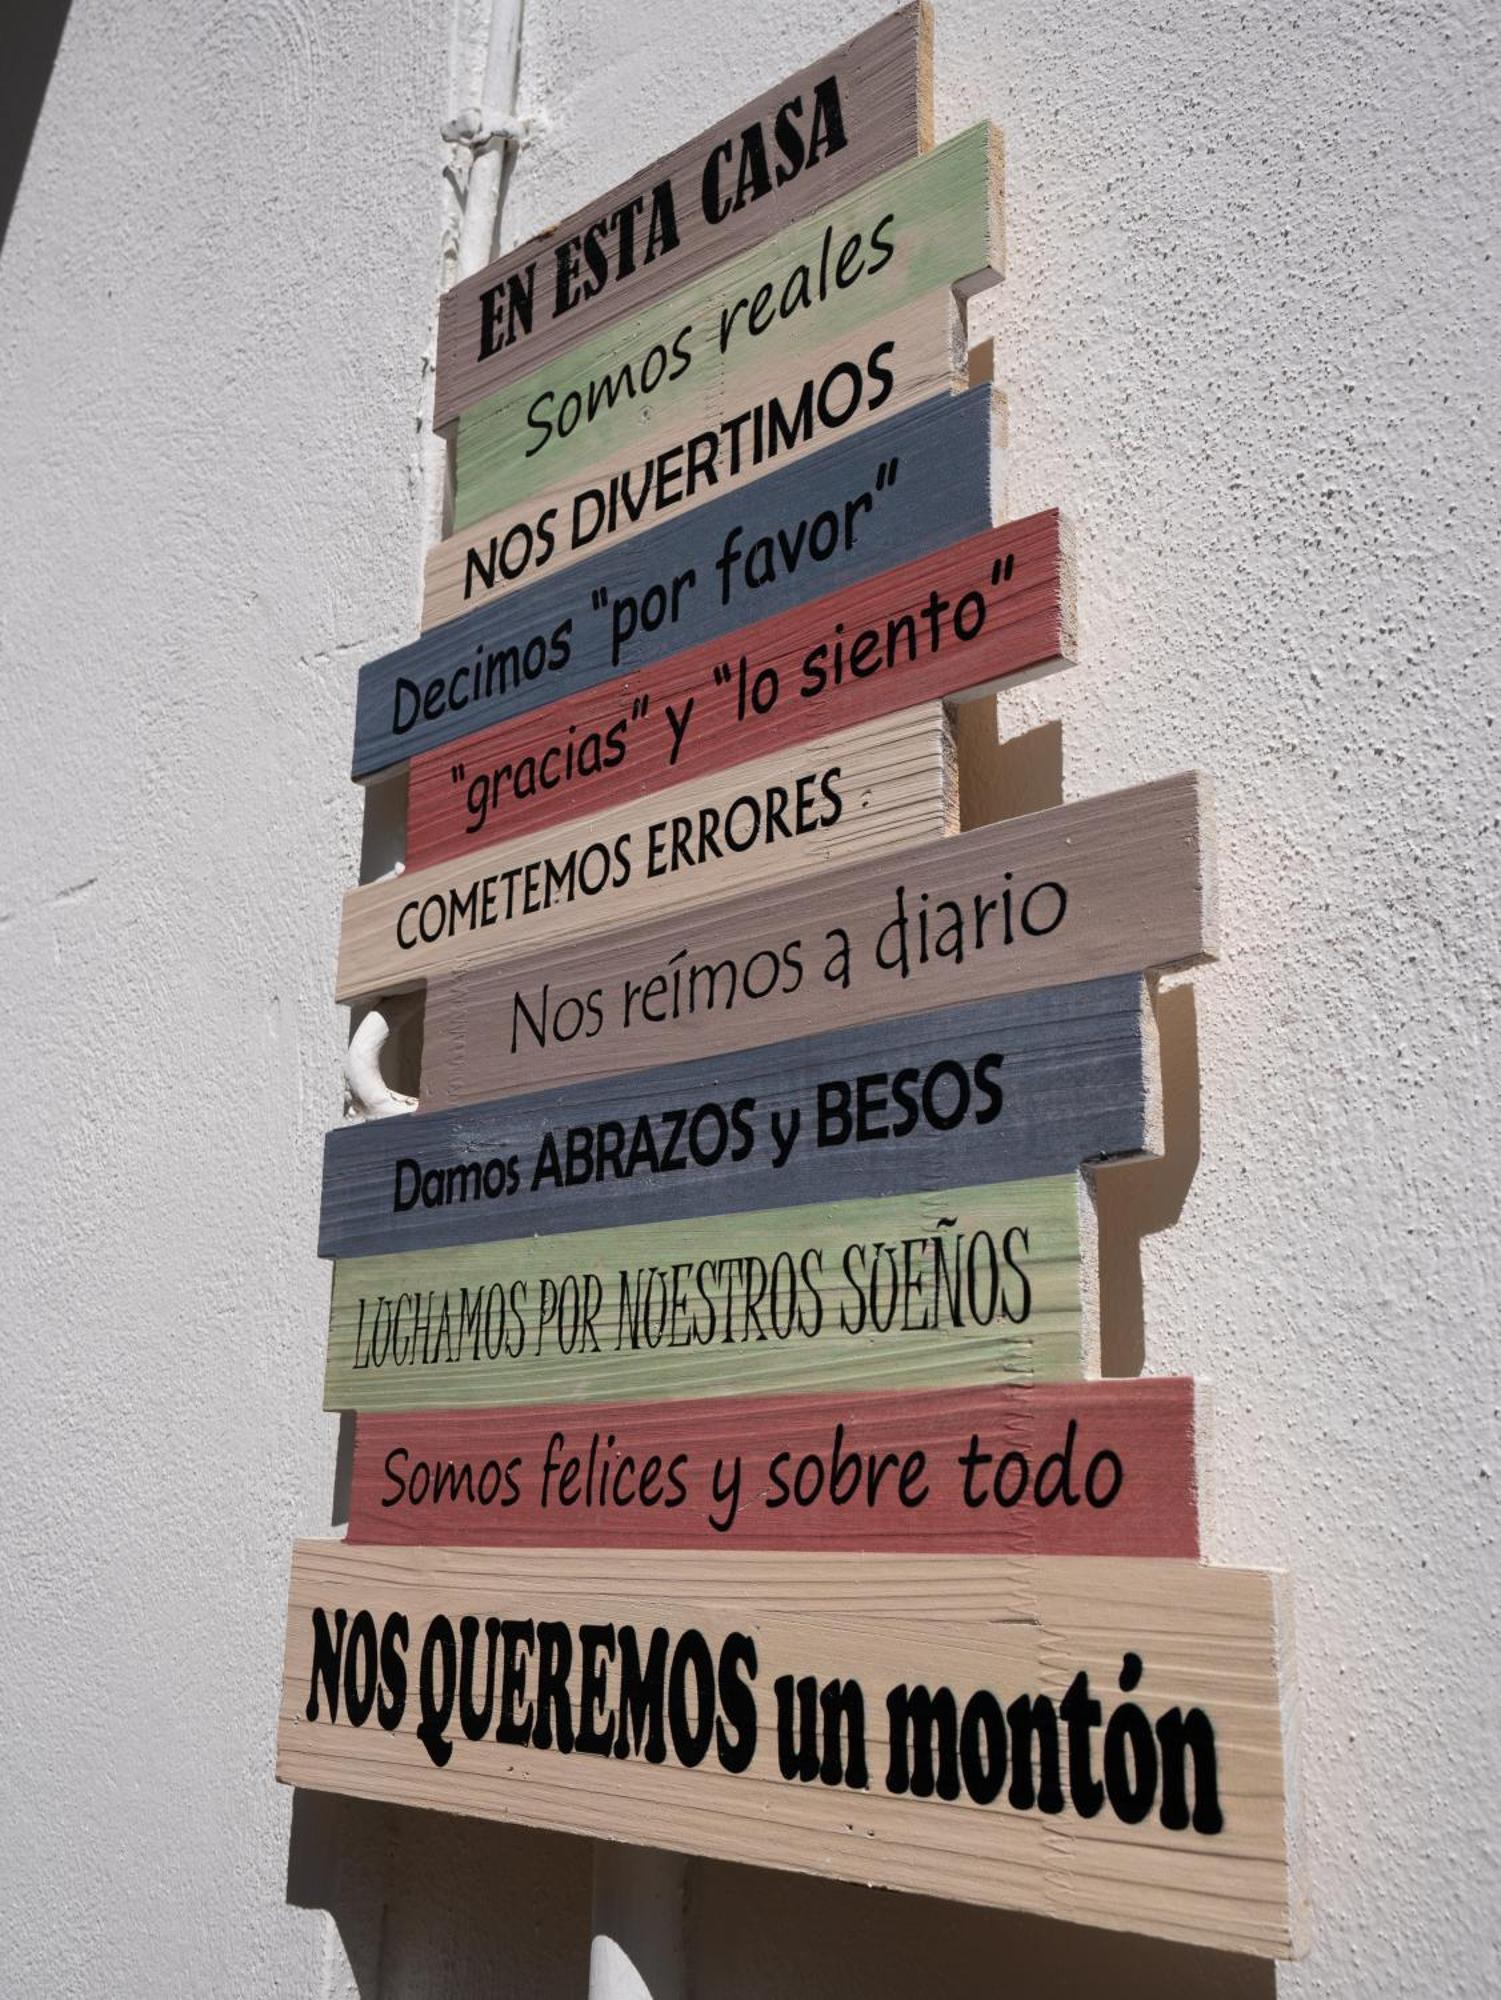 EN ESTA CASA
Somos reales
NOS DIVERTIMOS
Decimos "por favor"
"gracias" y "lo siento"
COMETEMOS ERRORES
Nos reímos a diario
Damos ABRAZOS y BESOS
LUCHAMOS POR NUESTROS SUEÑOS
Somos felices y sobre todo
NOS QUEREMOS un montón